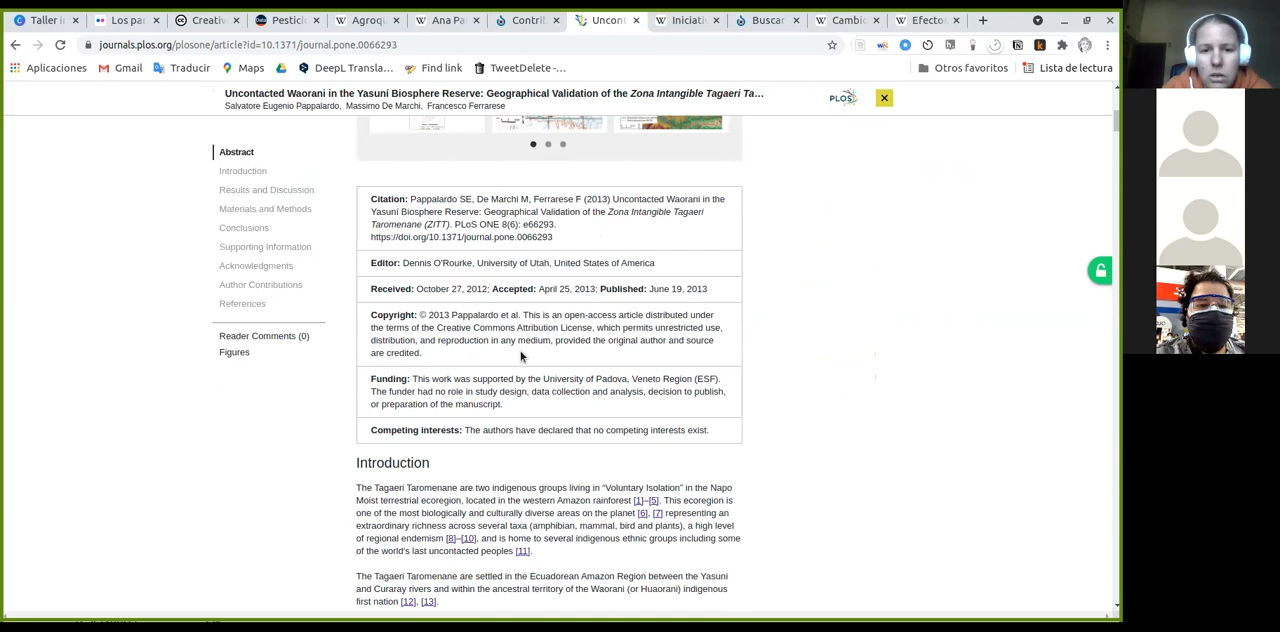 Taller ir
Los par
Creativ
Pesticid
Agroqu
Ana Pa
Contrib
Uncont
Iniciati
Buscar
Cambic
Efectos
journals.plos.org/plosone/article?id=10.1371/journal.pone.0066293
Aplicaciones
Gmail
Traducir
Maps
DeepL Transla...
Find link
TweetDelete -...
Otros favoritos
Lista de lectura
Uncontacted Waorani in the Yasuní Biosphere Reserve: Geographical Validation of the Zona Intangible Tagaeri Ta...
Salvatore Eugenio Pappalardo, Massimo De Marchi, Francesco Ferrarese
PLOS
Abstract
Introduction
Results and Discussion
Materials and Methods
Conclusions
Supporting Information
Acknowledgments
Author Contributions
References
Reader Comments (0)
Figures
Citation: Pappalardo SE, De Marchi M, Ferrarese F (2013) Uncontacted Waorani in the
Yasuní Biosphere Reserve: Geographical Validation of the Zona Intangible Tagaeri
Taromenane (ZITT). PLoS ONE 8(6): e66293.
https://doi.org/10.1371/journal.pone.0066293
Editor: Dennis O'Rourke, University of Utah, United States of America
Received: October 27, 2012; Accepted: April 25, 2013; Published: June 19, 2013
Copyright: © 2013 Pappalardo et al. This is an open-access article distributed under
the terms of the Creative Commons Attribution License, which permits unrestricted use,
distribution, and reproduction in any medium, provided the original author and source
are credited.
Funding: This work was supported by the University of Padova, Veneto Region (ESF).
The funder had no role in study design, data collection and analysis, decision to publish,
or preparation of the manuscript.
Competing interests: The authors have declared that no competing interests exist.
Introduction
The Tagaeri Taromenane are two indigenous groups living in “Voluntary Isolation” in the Napo
Moist terrestrial ecoregion, located in the western Amazon rainforest [1]–[5]. This ecoregion is
one of the most biologically and culturally diverse areas on the planet [6], [7] representing an
extraordinary richness across several taxa (amphibian, mammal, bird and plants), a high level
of regional endemism [8]–[10], and is home to several indigenous ethnic groups including some
of the world's last uncontacted peoples [11].
The Tagaeri Taromenane are settled in the Ecuadorean Amazon Region between the Yasuní
and Curaray rivers and within the ancestral territory of the Waorani (or Huaorani) indigenous
first nation [12], [13].